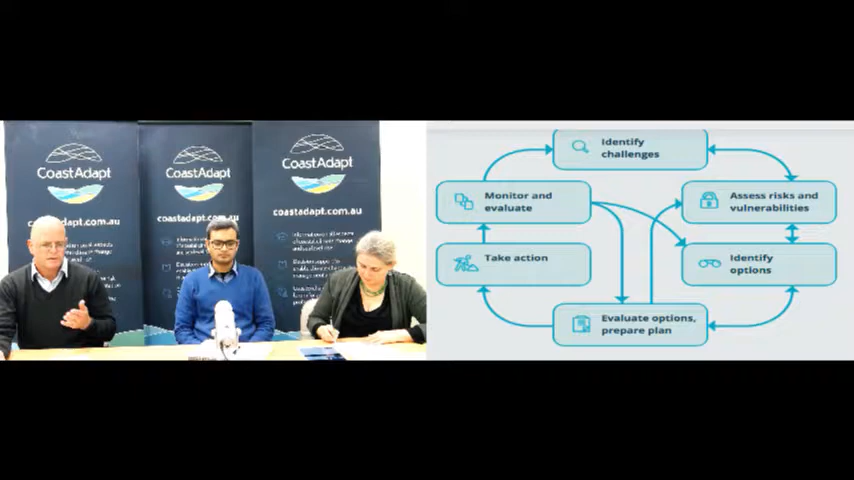 CoastAdapt
coastadapt.com.au
CoastAdapt
coastadapt.com.au
CoastAdapt
coastadapt.com.au
Identify
challenges
Monitor and
evaluate
Assess risks and
vulnerabilities
Take action
Identify
options
Evaluate options,
prepare plan